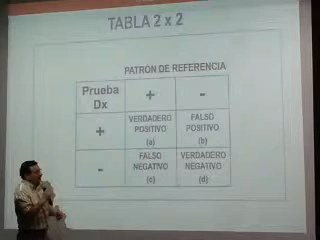 TABLA 2 x 2
PATRÓN DE REFERENCIA
Prueba
Dx
+
-
+
VERDADERO
POSITIVO
(a)
FALSO
POSITIVO
(b)
-
FALSO
NEGATIVO
(c)
VERDADERO
NEGATIVO
(d)